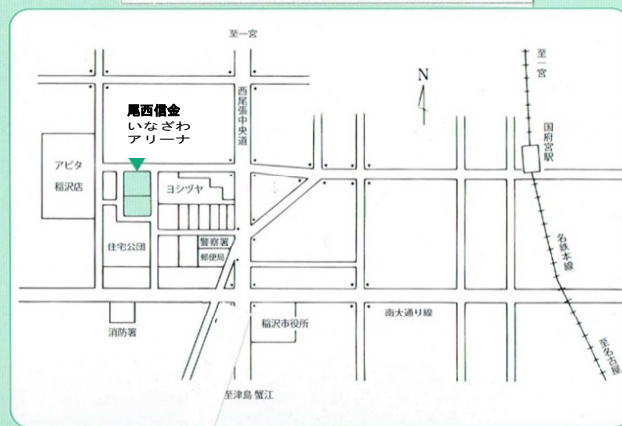 至一宮
N
至一宮
西尾張中央道
尾西信金
いなざわ
アリーナ
国府宮駅
アピタ
稲沢店
ヨシヅヤ
住宅公団
警察署
郵便局
名鉄本線
消防署
稲沢市役所
南大通り線
至名古屋
至津島 蟹江